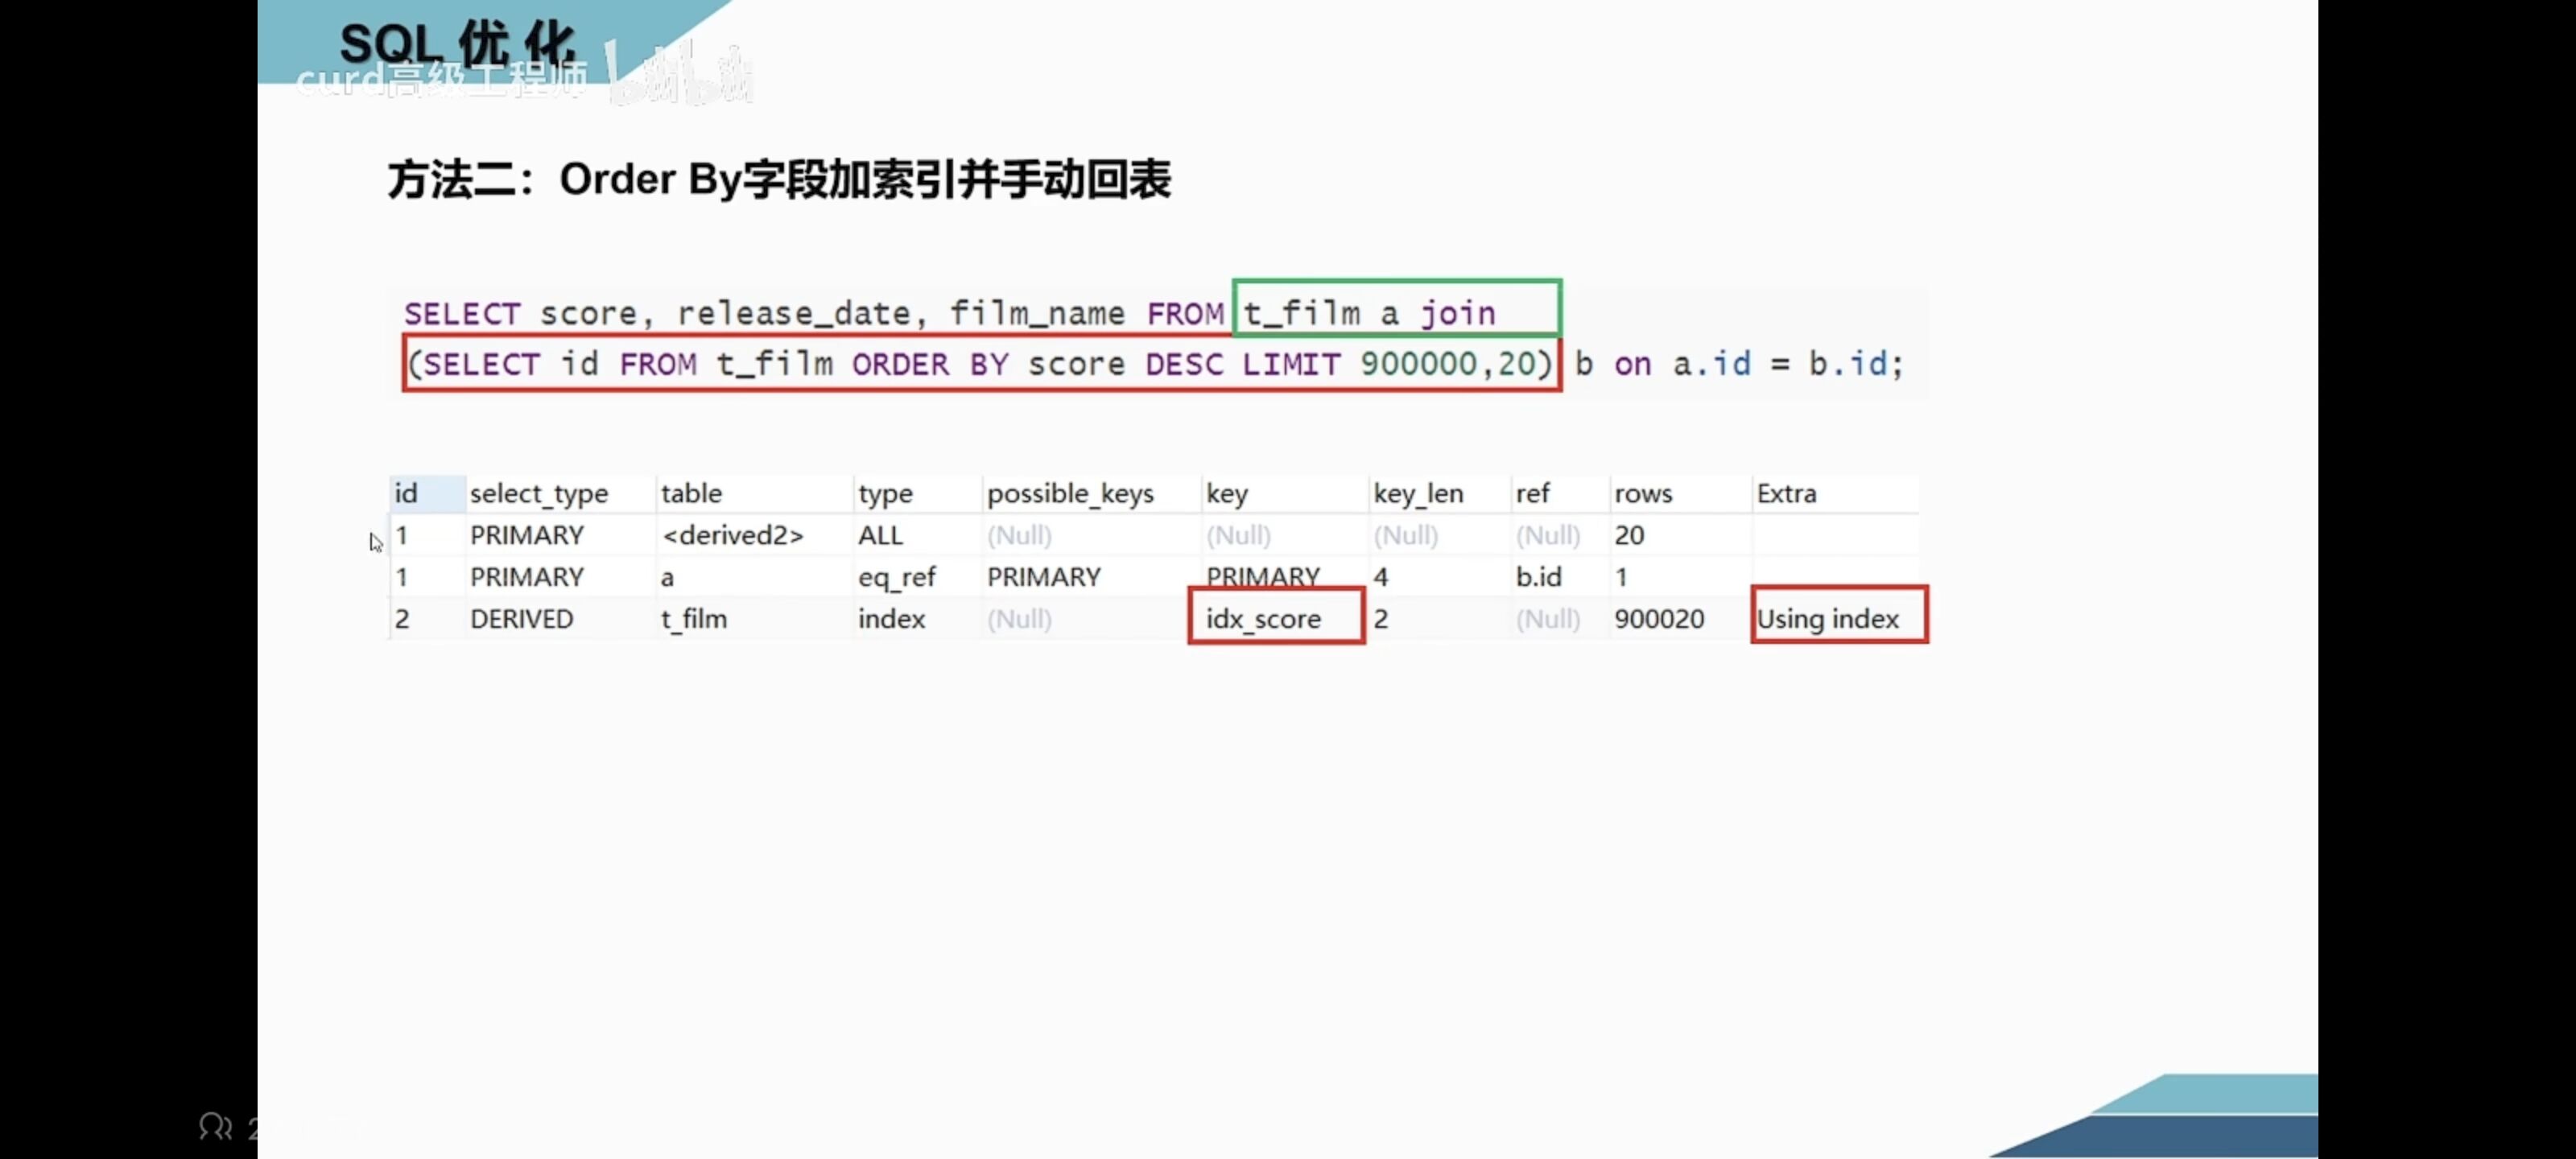 SQL 优 化
curd高级工程师 bilibili
方法二：Order By字段加索引并手动回表
SELECT score, release_date, film_name FROM t_film a join
(SELECT id FROM t_film ORDER BY score DESC LIMIT 900000,20) b on a.id = b.id;
id select_type table type possible_keys key key_len ref rows Extra
1 PRIMARY <derived2> ALL (Null) (Null) (Null) (Null) 20
1 PRIMARY a eq_ref PRIMARY PRIMARY 4 b.id 1
2 DERIVED t_film index (Null) idx_score 2 (Null) 900020 Using index